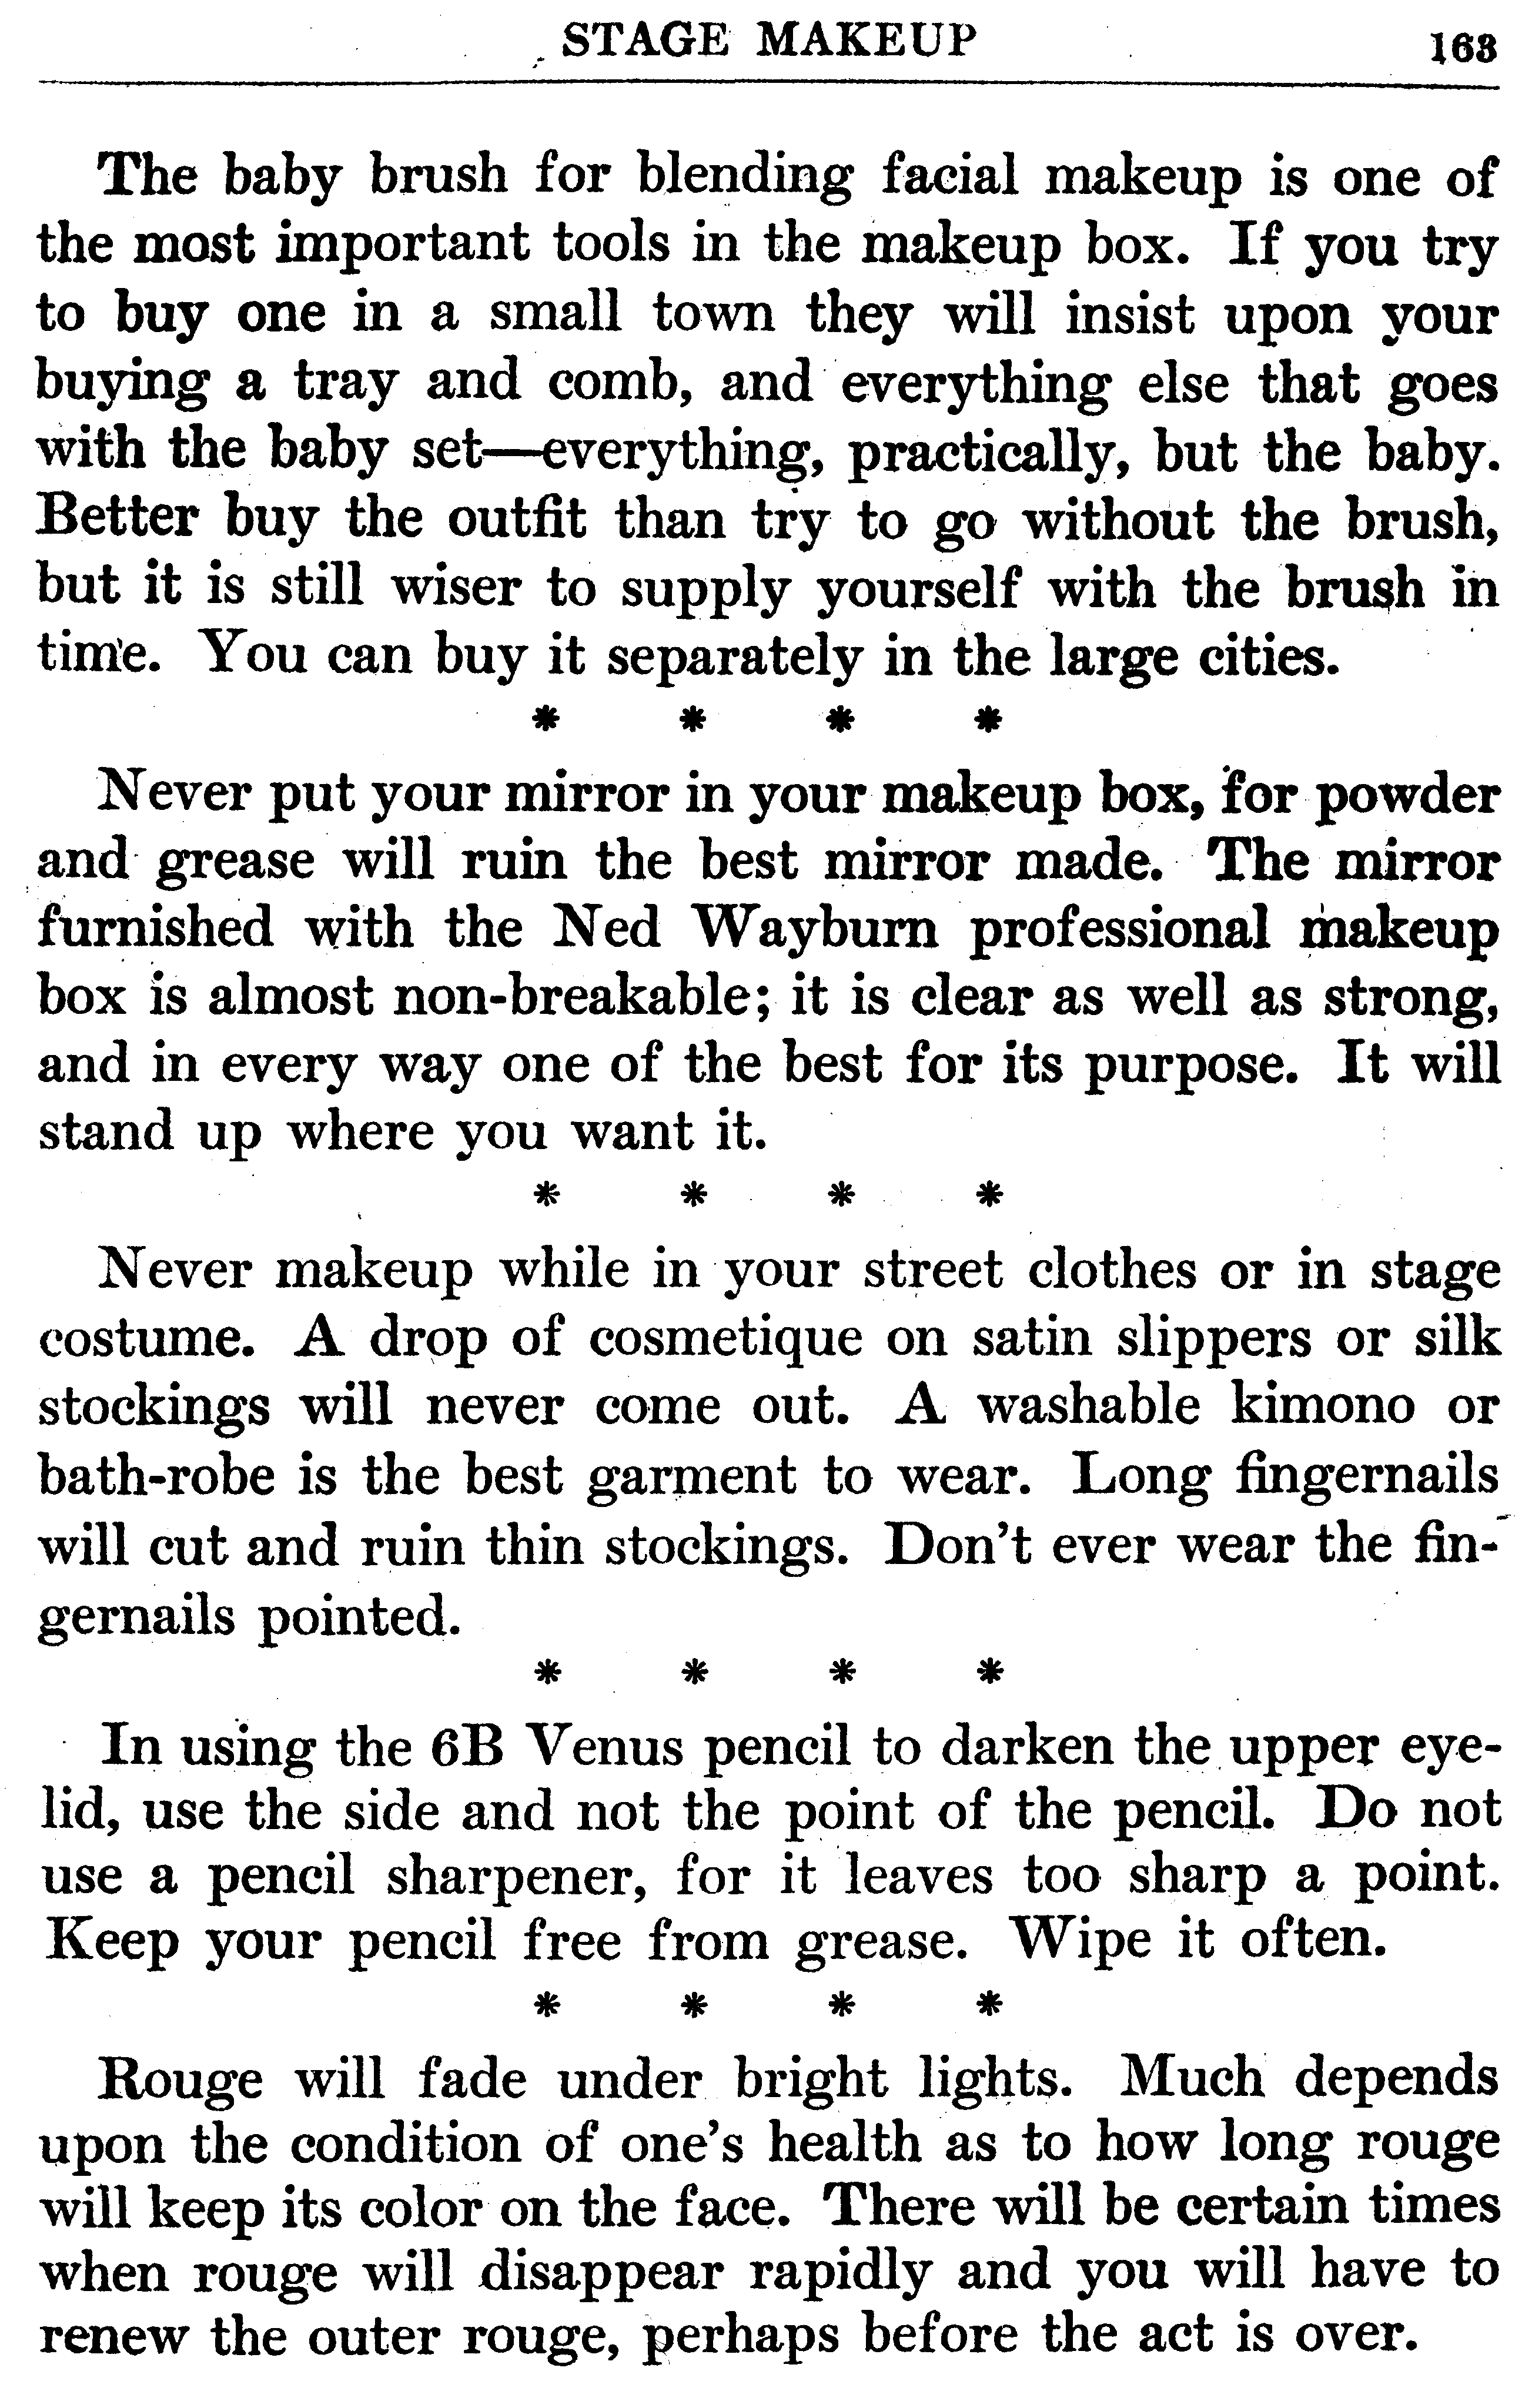 STAGE MAKEUP 163
The baby brush for blending facial makeup is one of
the most important tools in the makeup box. If you try
to buy one in a small town they will insist upon your
buying a tray and comb, and everything else that goes
with the baby set—everything, practically, but the baby.
Better buy the outfit than try to go without the brush,
but it is still wiser to supply yourself with the brush in
time. You can buy it separately in the large cities.
* * * *
Never put your mirror in your makeup box, for powder
and grease will ruin the best mirror made. The mirror
furnished with the Ned Wayburn professional makeup
box is almost non-breakable; it is clear as well as strong,
and in every way one of the best for its purpose. It will
stand up where you want it.
* * * *
Never makeup while in your street clothes or in stage
costume. A drop of cosmetique on satin slippers or silk
stockings will never come out. A washable kimono or
bath-robe is the best garment to wear. Long fingernails
will cut and ruin thin stockings. Don't ever wear the fin-
gernails pointed.
* * * *
In using the 6B Venus pencil to darken the upper eye-
lid, use the side and not the point of the pencil. Do not
use a pencil sharpener, for it leaves too sharp a point.
Keep your pencil free from grease. Wipe it often.
* * * *
Rouge will fade under bright lights. Much depends
upon the condition of one's health as to how long rouge
will keep its color on the face. There will be certain times
when rouge will disappear rapidly and you will have to
renew the outer rouge, perhaps before the act is over.